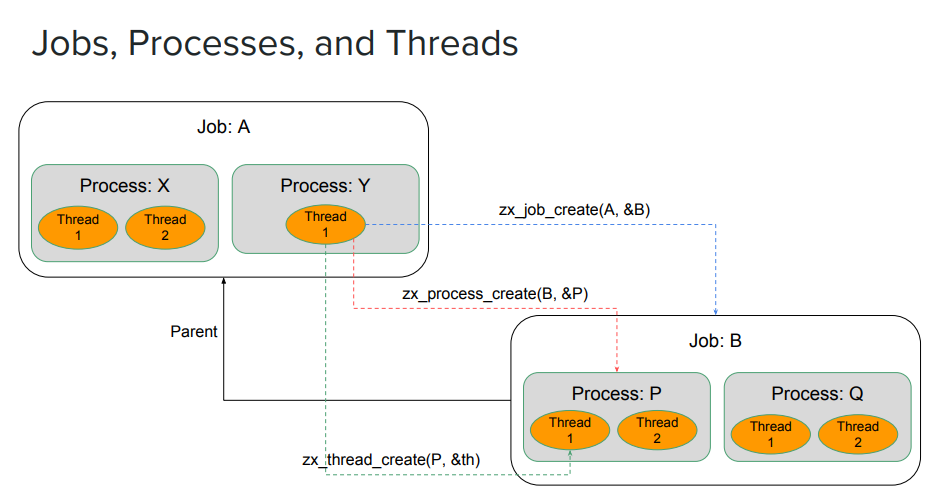 Jobs, Processes, and Threads
Job: A
Process: X
Process: Y
Thread
1
Thread
2
Thread
1
zx_job_create(A, &B)
zx_process_create(B, &P)
Parent
Job: B
Process: P
Process: Q
Thread
1
Thread
2
Thread
1
Thread
2
zx_thread_create(P, &th)